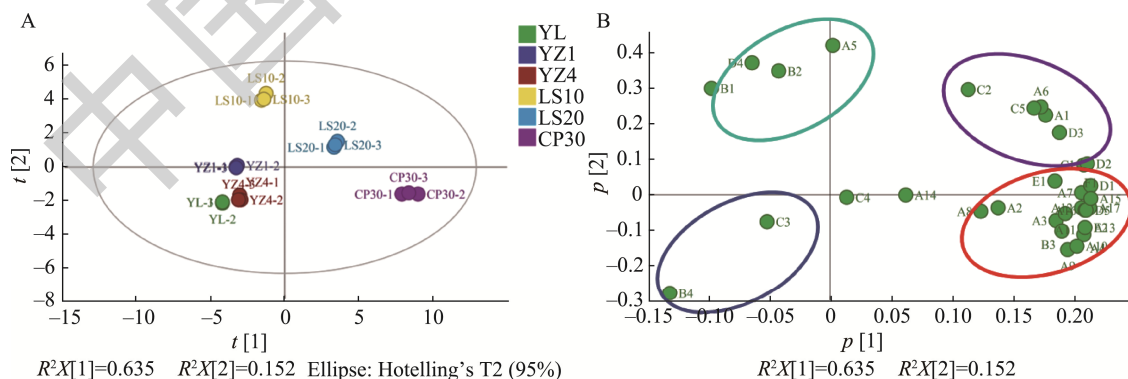 A
B
YL
YZ1
YZ4
LS10
LS20
CP30
6
4
2
0
−2
−4
−6
−8
t [2]
LS10-2
LS10-1
LS10-3
LS20-2
LS20-1
LS20-3
YZ1-2
YZ4-1
YZ4-2
YL-3
YL-2
CP30-3
CP30-1
CP30-2
−15
−10
−5
0
5
10
t [1]
R²X[1]=0.635 R²X[2]=0.152 Ellipse: Hotelling's T2 (95%)
0.4
0.3
0.2
0.1
0
−0.1
−0.2
−0.3
p [2]
A5
B4
B2
B1
C2
A6
C5
A1
D3
D2
E1
D1
A7
A15
A8
A2
A3
B3
A10
A9
C4
A14
C3
B4
−0.15
−0.10
−0.05
0
0.05
0.10
0.15
0.20
p [1]
R²X[1]=0.635 R²X[2]=0.152